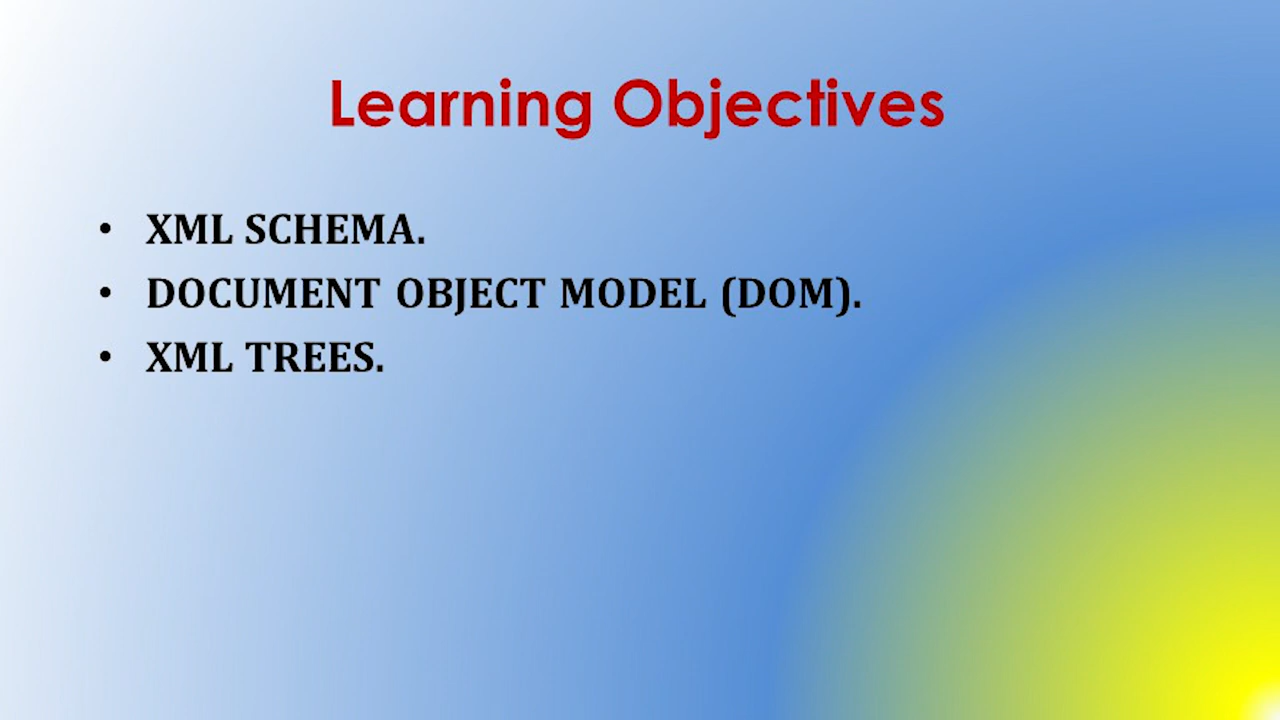 Learning Objectives
• XML SCHEMA.
• DOCUMENT OBJECT MODEL (DOM).
• XML TREES.